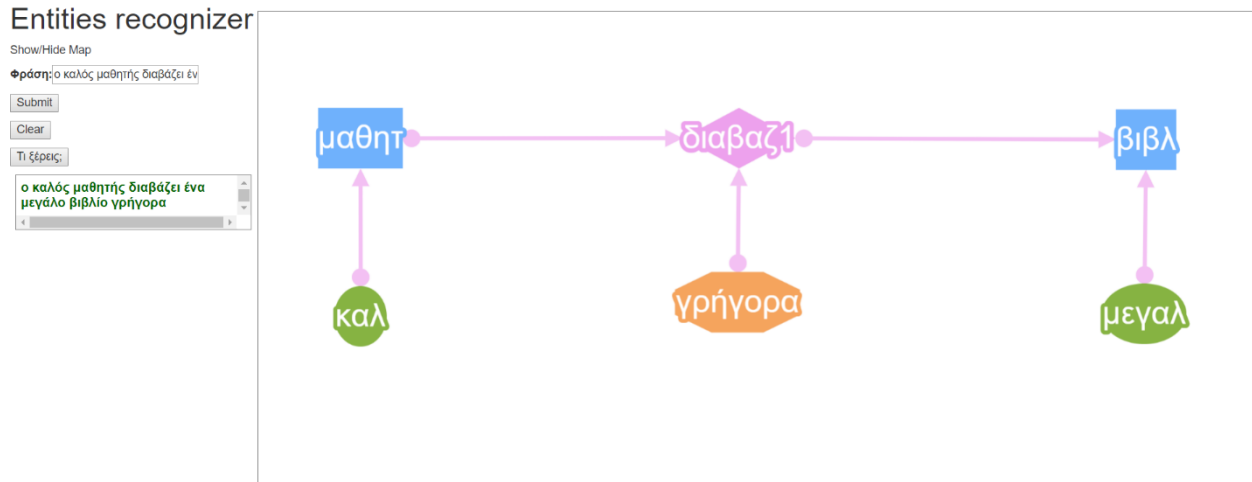 Entities recognizer
Show/Hide Map
Φράση: ο καλός μαθητής διαβάζει έν
Submit
Clear
Τι ξέρεις;
ο καλός μαθητής διαβάζει ένα
μεγάλο βιβλίο γρήγορα
μαθητ διαβαζ1 βιβλ
καλ γρήγορα μεγαλ